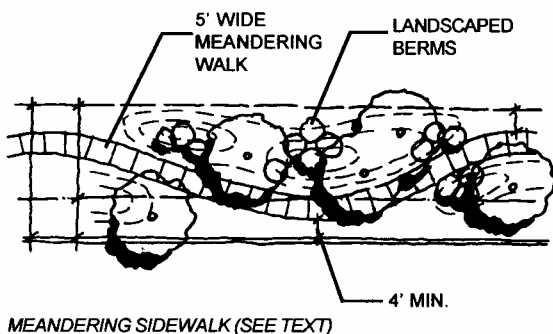 5' WIDE
MEANDERING
WALK
LANDSCAPED
BERMS
4' MIN.
MEANDERING SIDEWALK (SEE TEXT)